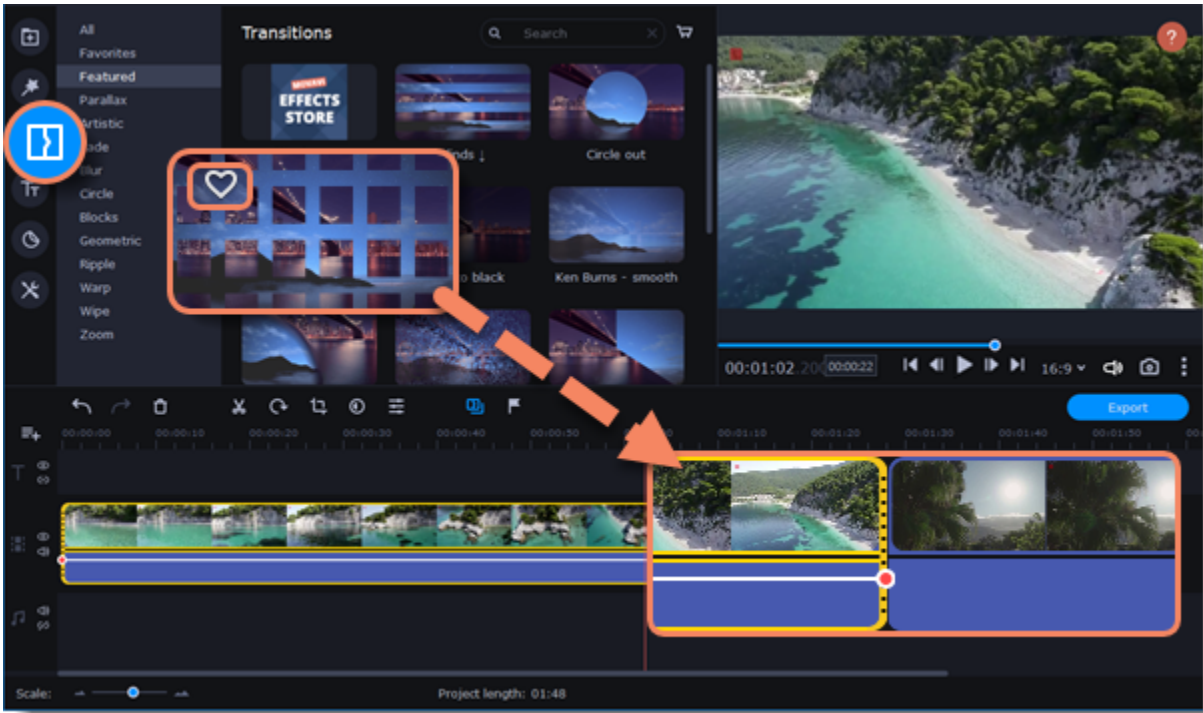 All
Favorites
Featured
Parallax
Artistic
Circle
Blocks
Geometric
Ripple
Warp
Wipe
Zoom
Transitions
Search
MOVAVI
EFFECTS
STORE
Circle out
to black
Ken Burns - smooth
?
00:01:02.200
00:00:22
16:9
Export
00:00:00 00:00:10 00:00:20 00:00:30 00:00:40 00:00:50 00:01:10 00:01:20 00:01:30 00:01:40 00:01:50
Scale:
Project length: 01:48